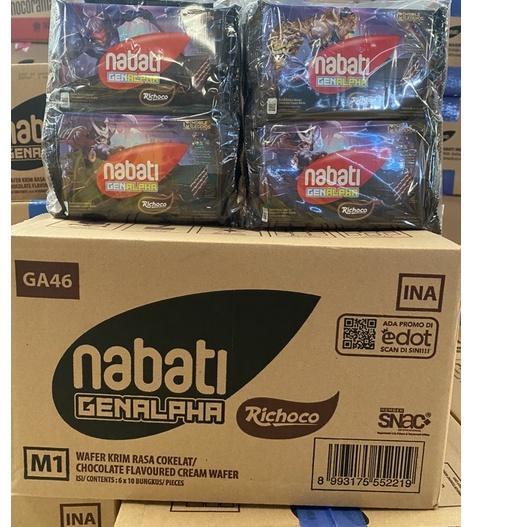 nabati
GENALPHA
Richoco
nabati
GENALPHA
Richoco
nabati
GENALPHA
Richoco
nabati
GENALPHA
Richoco
GA46
INA
ADA PROMO DI
edot
SCAN DI SINI!!!
nabati
GENALPHA
Richoco
MEMBER
SNAC
M1
WAFER KRIM RASA COKELAT/
CHOCOLATE FLAVOURED CREAM WAFER
ISI/ CONTENTS : 6 x 10 BUNGKUS/ PIECES
8 993175 552219
INA